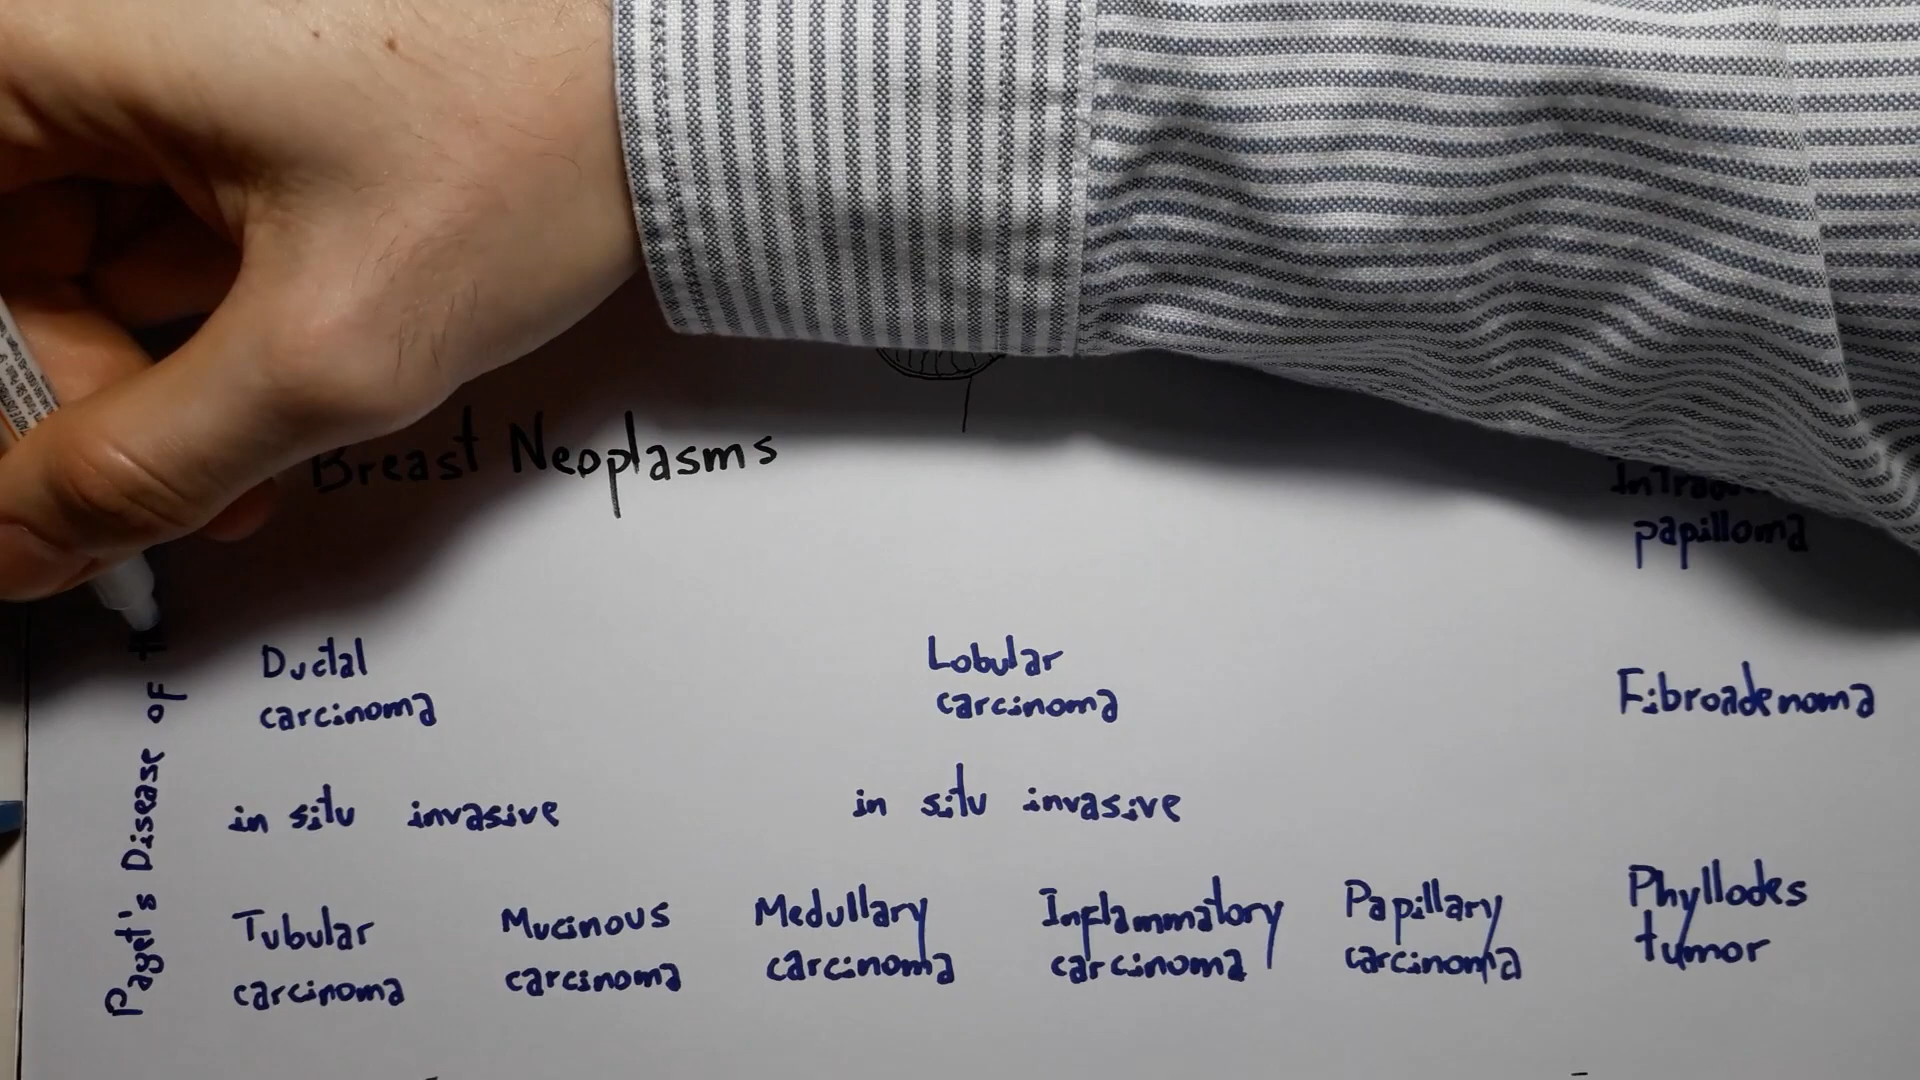 Breast Neoplasms
papilloma
Ductal
carcinoma
Lobular
carcinoma
Fibroadenoma
in situ invasive
in situ invasive
Paget's Disease of
Tubular
carcinoma
Mucinous
carcinoma
Medullary
carcinoma
Inflammatory
carcinoma
Papillary
carcinoma
Phyllodes
tumor